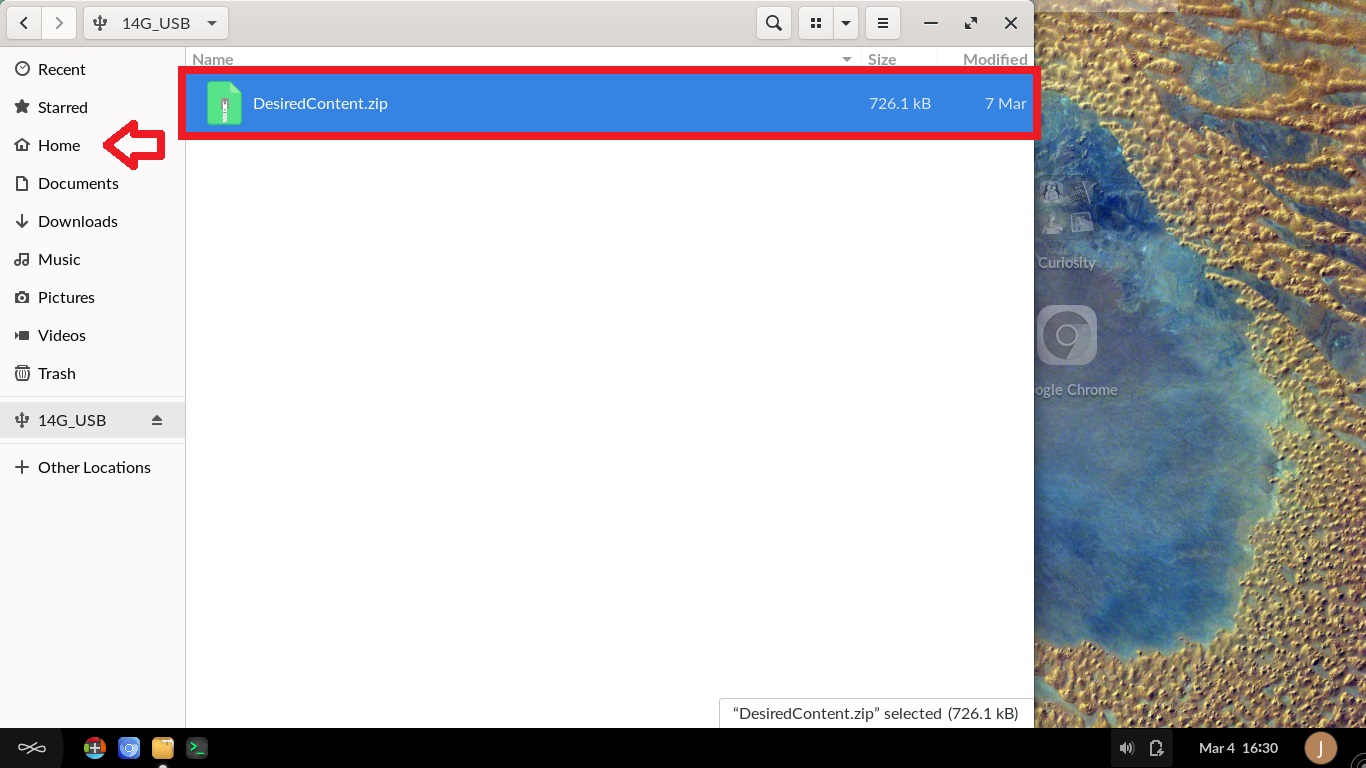 14G_USB
Name Size Modified
Recent
DesiredContent.zip 726.1 kB 7 Mar
Starred
Home
Documents
Downloads
Music
Pictures
Videos
Trash
14G_USB
Other Locations
Curiosity
ogle Chrome
“DesiredContent.zip” selected (726.1 kB)
Mar 4 16:30
J